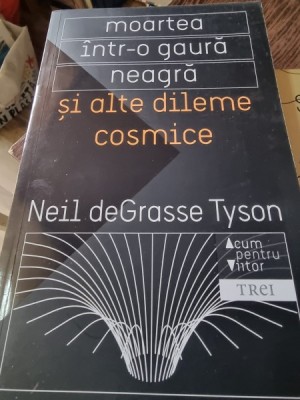 moartea
într-o gaură
neagră
și alte dileme
cosmice
Neil deGrasse Tyson
Acum
pentru
Viitor
TREI